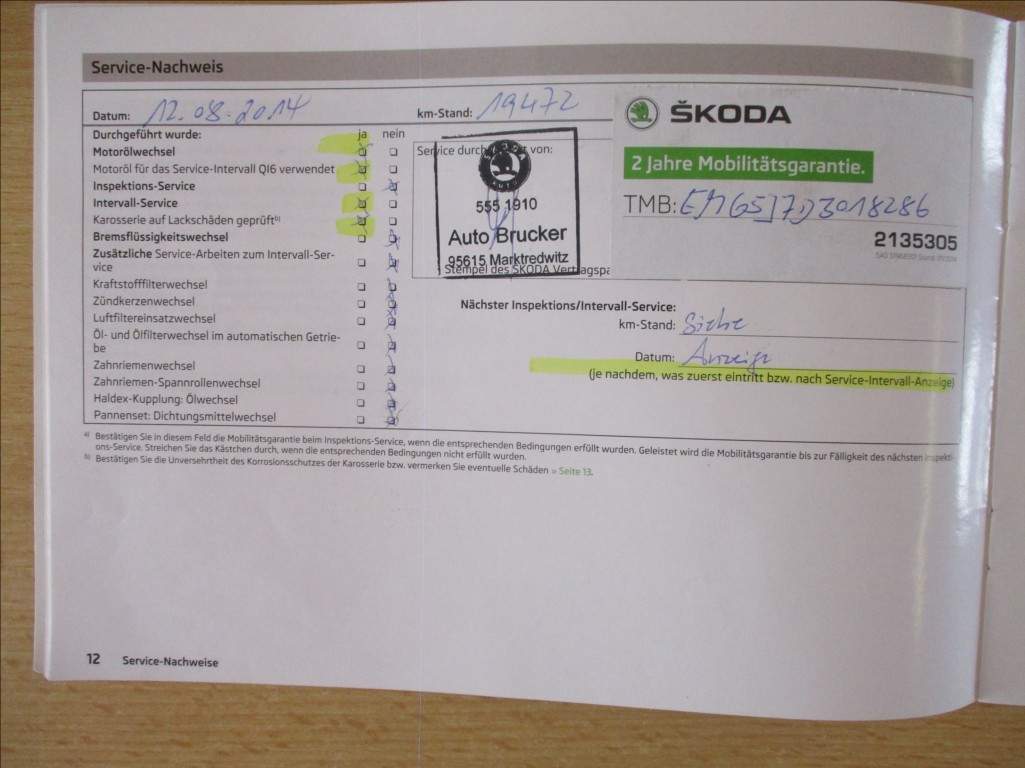 Service-Nachweis
Datum: 12.08.2014
km-Stand: 19472
Durchgeführt wurde: ja nein
Motorölwechsel
Motoröl für das Service-Intervall QI6 verwendet
Inspektions-Service
Intervall-Service
Karosserie auf Lackschäden geprüft b)
Bremsflüssigkeitswechsel
Zusätzliche Service-Arbeiten zum Intervall-Ser-
vice
Kraftstofffilterwechsel
Zündkerzenwechsel
Luftfiltereinsatzwechsel
Öl- und Ölfilterwechsel im automatischen Getrie-
be
Zahnriemenwechsel
Zahnriemen-Spannrollenwechsel
Haldex-Kupplung: Ölwechsel
Pannenset: Dichtungsmittelwechsel
Service durch von:
ŠKODA
AUTO
555 1910
Auto Brucker
95615 Marktredwitz
Stempel des ŠKODA Vertragspa
ŠKODA
2 Jahre Mobilitätsgarantie.
TMB:
2135305
Nächster Inspektions/Intervall-Service:
km-Stand: Siehe
Datum: Anzeige
(je nachdem, was zuerst eintritt bzw. nach Service-Intervall-Anzeige)
a) Bestätigen Sie in diesem Feld die Mobilitätsgarantie beim Inspektions-Service, wenn die entsprechenden Bedingungen erfüllt wurden. Geleistet wird die Mobilitätsgarantie bis zur Fälligkeit des nächsten Inspekti-
ons-Service. Streichen Sie das Kästchen durch, wenn die entsprechenden Bedingungen nicht erfüllt wurden.
b) Bestätigen Sie die Unversehrtheit des Korrosionsschutzes der Karosserie bzw. vermerken Sie eventuelle Schäden » Seite 13.
12 Service-Nachweise